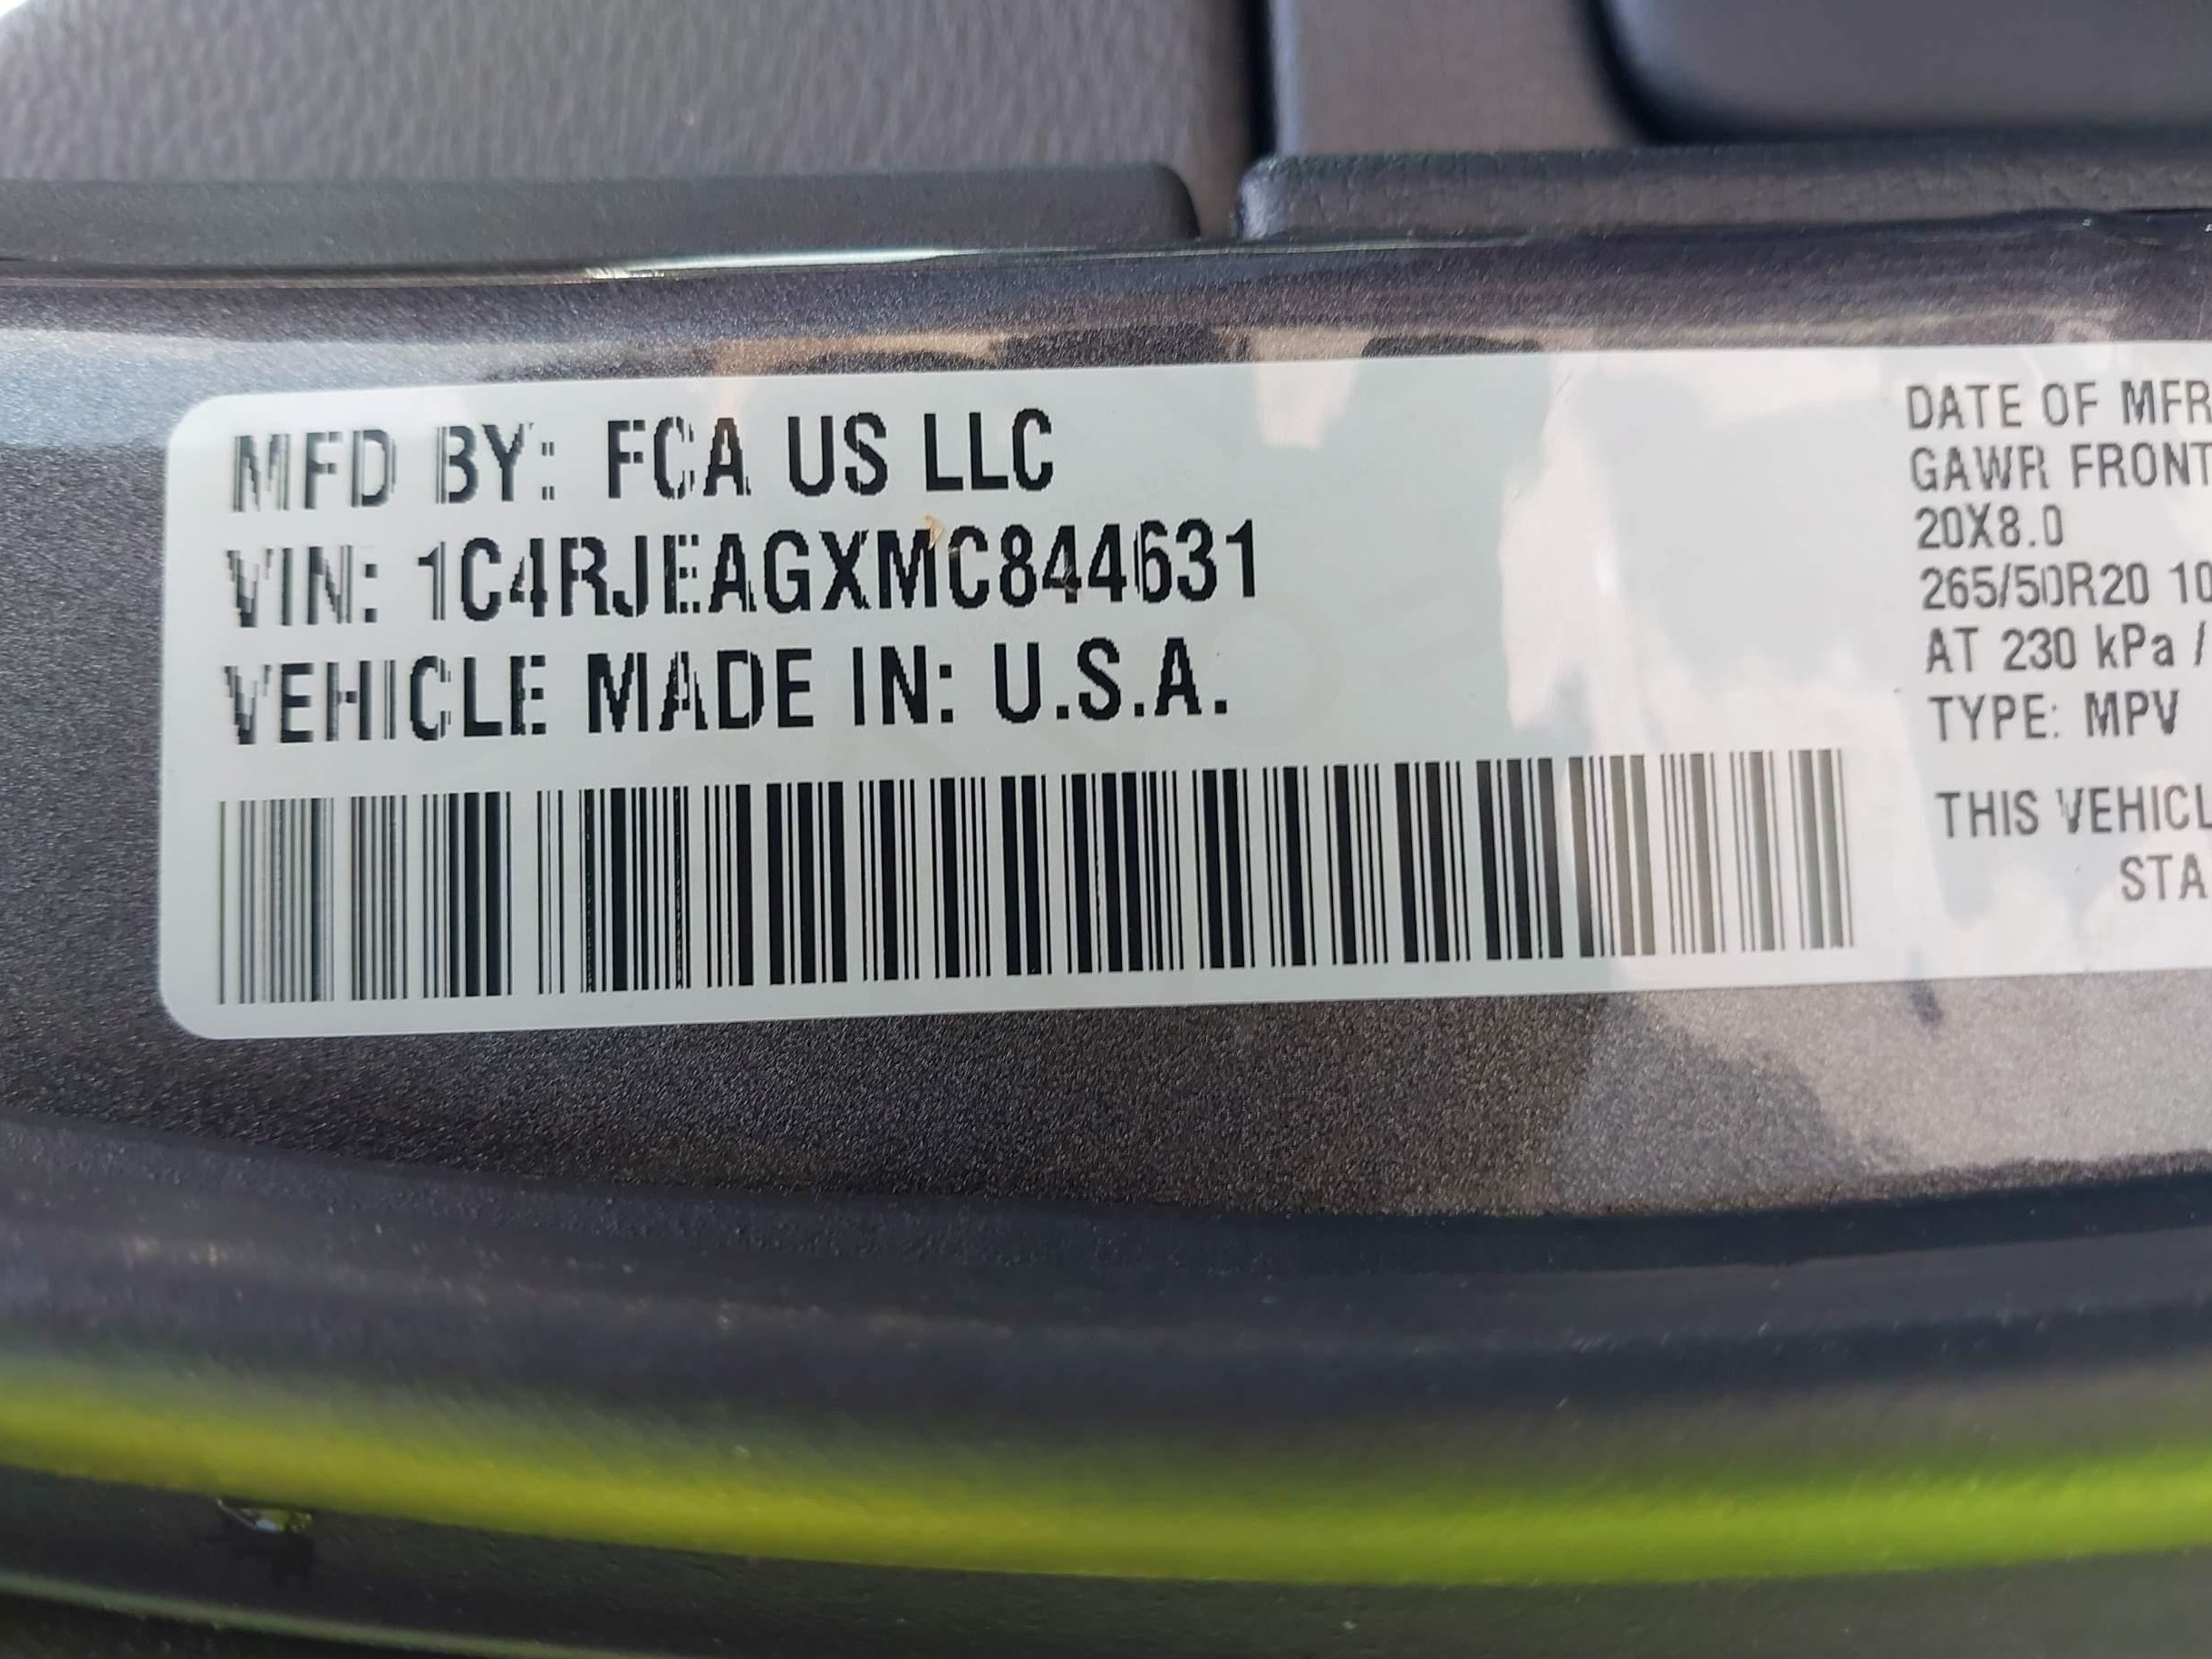 MFD BY: FCA US LLC
VIN: 1C4RJEAGXMC844631
VEHICLE MADE IN: U.S.A.
DATE OF MFR
GAWR FRONT
20X8.0
265/50R20 10
AT 230 kPa /
TYPE: MPV
THIS VEHICL
STA